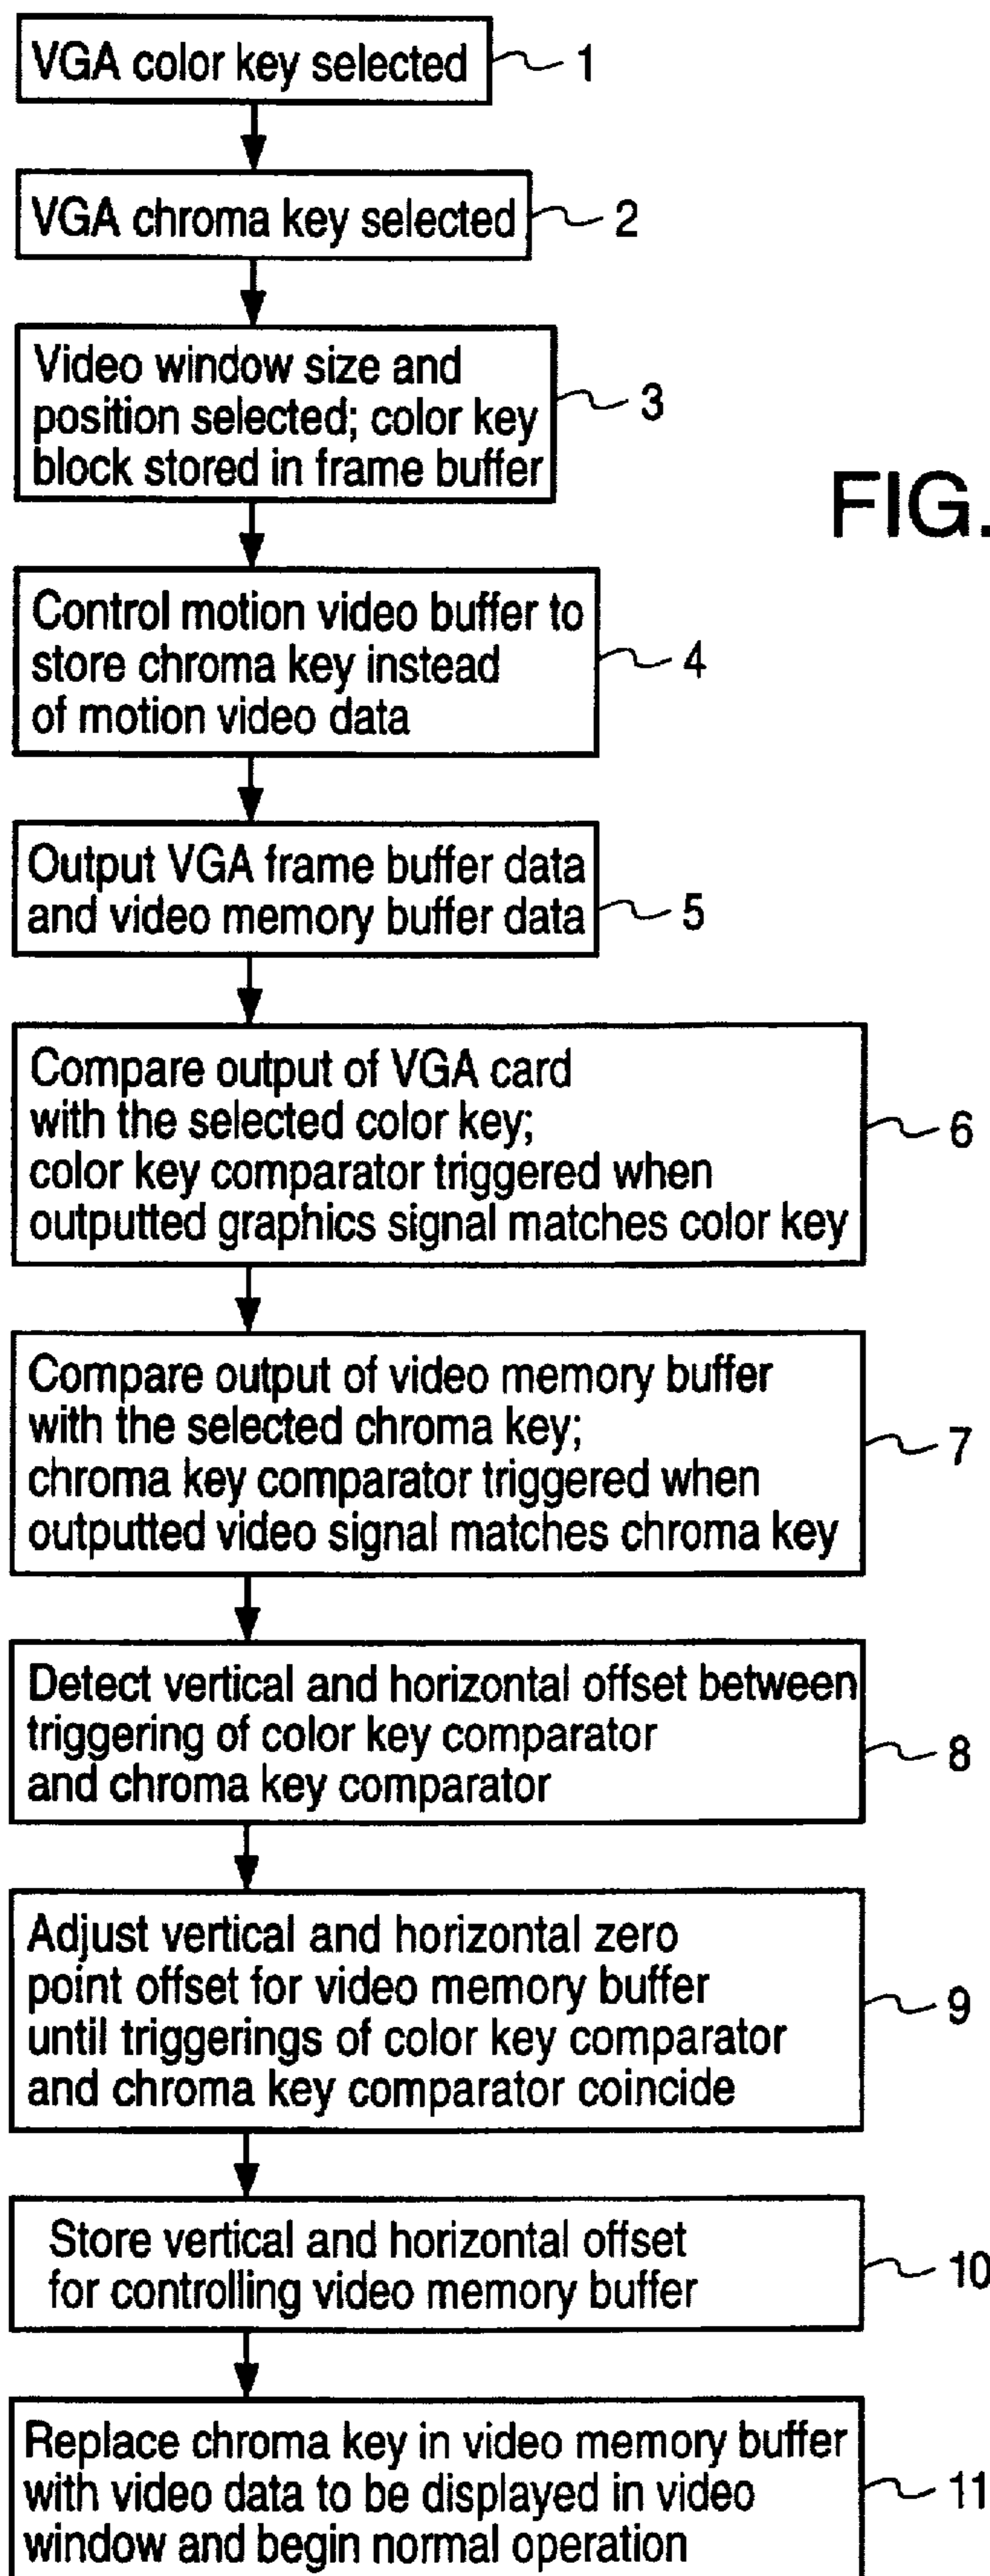 VGA color key selected
1
VGA chroma key selected
2
Video window size and
position selected; color key
block stored in frame buffer
3
FIG.
Control motion video buffer to
store chroma key instead
of motion video data
4
Output VGA frame buffer data
and video memory buffer data
5
Compare output of VGA card
with the selected color key;
color key comparator triggered when
outputted graphics signal matches color key
6
Compare output of video memory buffer
with the selected chroma key;
chroma key comparator triggered when
outputted video signal matches chroma key
7
Detect vertical and horizontal offset between
triggering of color key comparator
and chroma key comparator
8
Adjust vertical and horizontal zero
point offset for video memory buffer
until triggerings of color key comparator
and chroma key comparator coincide
9
Store vertical and horizontal offset
for controlling video memory buffer
10
Replace chroma key in video memory buffer
with video data to be displayed in video
window and begin normal operation
11